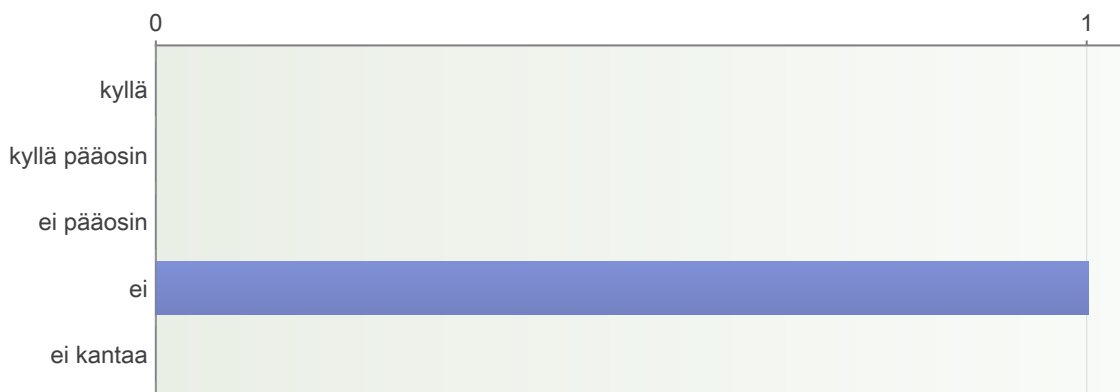 0 1
kyllä
kyllä pääosin
ei pääosin
ei
ei kantaa